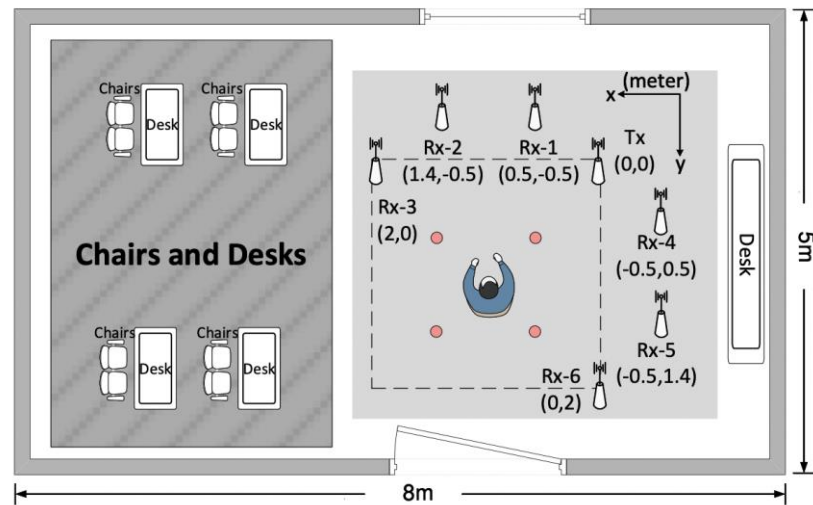 (meter)
x
y
Chairs
Chairs
Desk
Desk
Rx-2
(1.4,-0.5)
Rx-1
(0.5,-0.5)
Tx
(0,0)
Rx-3
(2,0)
Rx-4
(-0.5,0.5)
Chairs and Desks
Desk
5m
Chairs
Chairs
Desk
Desk
Rx-5
(-0.5,1.4)
Rx-6
(0,2)
8m